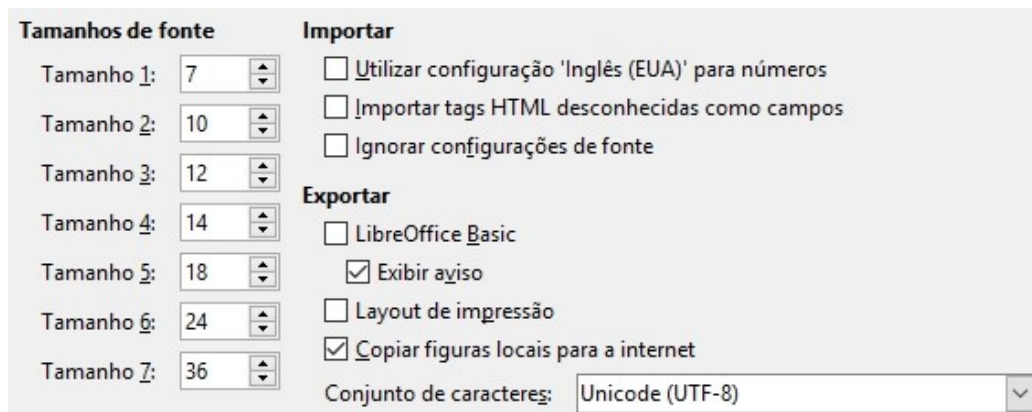 Tamanhos de fonte
Tamanho 1: 7
Tamanho 2: 10
Tamanho 3: 12
Tamanho 4: 14
Tamanho 5: 18
Tamanho 6: 24
Tamanho 7: 36
Importar
Utilizar configuração 'Inglês (EUA)' para números
Importar tags HTML desconhecidas como campos
Ignorar configurações de fonte
Exportar
LibreOffice Basic
Exibir aviso
Layout de impressão
Copiar figuras locais para a internet
Conjunto de caracteres: Unicode (UTF-8)